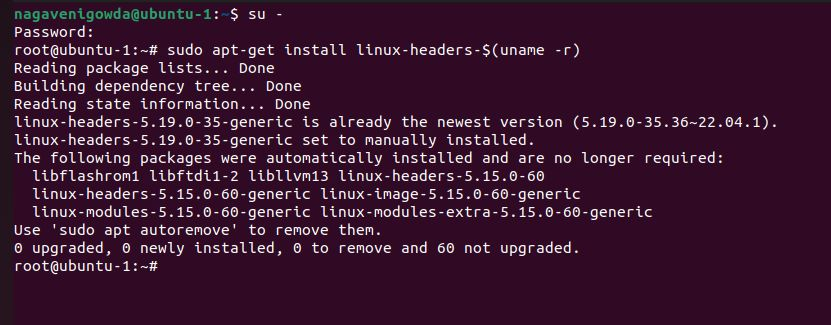 nagavenigowda@ubuntu-1:~$ su -
Password:
root@ubuntu-1:~# sudo apt-get install linux-headers-$(uname -r)
Reading package lists... Done
Building dependency tree... Done
Reading state information... Done
linux-headers-5.19.0-35-generic is already the newest version (5.19.0-35.36~22.04.1).
linux-headers-5.19.0-35-generic set to manually installed.
The following packages were automatically installed and are no longer required:
  libflashrom1 libftdi1-2 libllvm13 linux-headers-5.15.0-60
  linux-headers-5.15.0-60-generic linux-image-5.15.0-60-generic
  linux-modules-5.15.0-60-generic linux-modules-extra-5.15.0-60-generic
Use 'sudo apt autoremove' to remove them.
0 upgraded, 0 newly installed, 0 to remove and 60 not upgraded.
root@ubuntu-1:~#